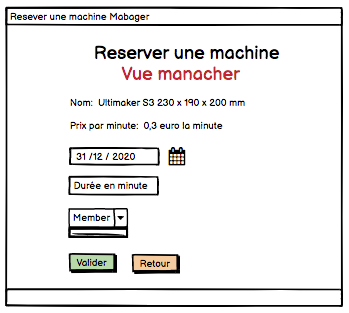 Resever une machine Mabager
Reserver une machine
Vue manacher
Nom: Ultimaker S3 230 x 190 x 200 mm
Prix par minute: 0,3 euro la minute
31 /12 / 2020
Durée en minute
Member
Valider Retour